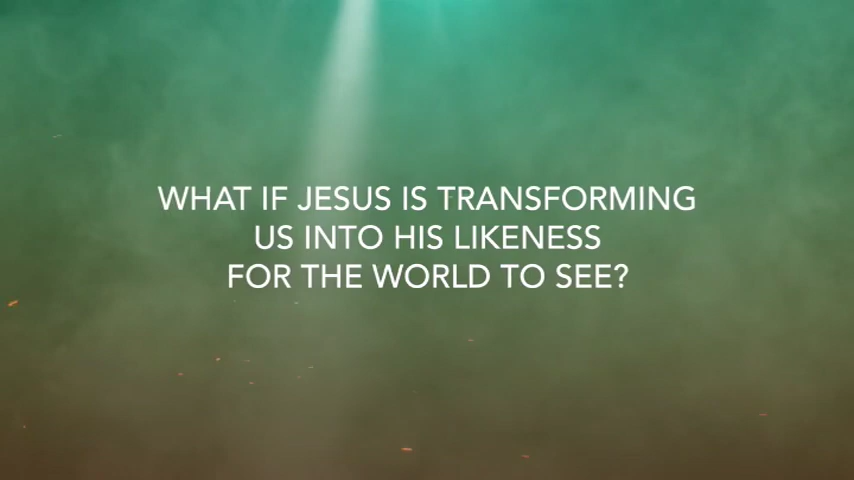 WHAT IF JESUS IS TRANSFORMING
US INTO HIS LIKENESS
FOR THE WORLD TO SEE?